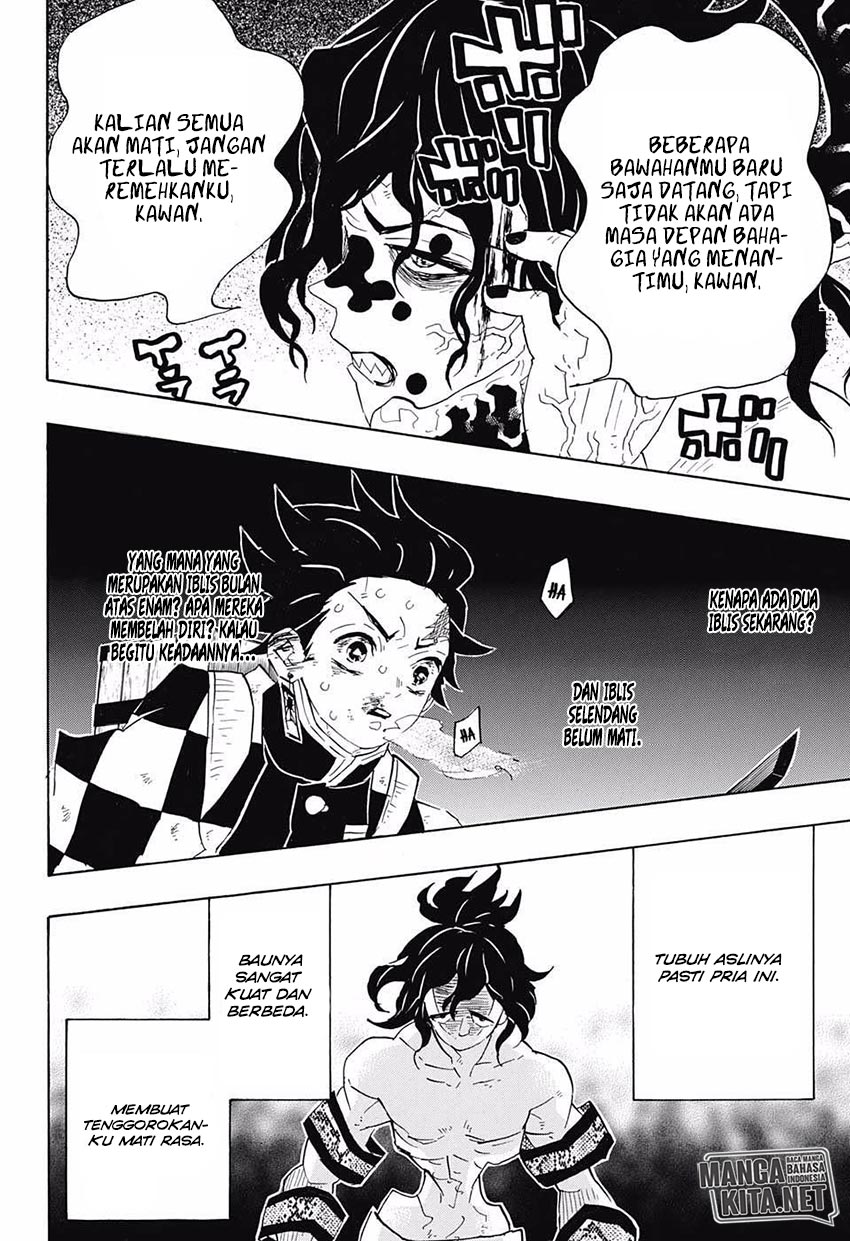 BEBERAPA
BAWAHANMU BARU
SAJA DATANG, TAPI
TIDAK AKAN ADA
MASA DEPAN BAHA-
GIA YANG MENAN-
TIMU, KAWAN.
KALIAN SEMUA
AKAN MATI, JANGAN
TERLALU ME-
REMEHKANKU,
KAWAN.
KENAPA ADA DUA
IBLIS SEKARANG?
DAN IBLIS
SELENDANG
BELUM MATI.
HA
HA
YANG MANA YANG
MERUPAKAN IBLIS BULAN
ATAS ENAM? APA MEREKA
MEMBELAH DIRI? KALAU
BEGITU KEADAANNYA...
TUBUH ASLINYA
PASTI PRIA INI.
BAUNYA
SANGAT
KUAT DAN
BERBEDA.
MEMBUAT
TENGGOROKAN-
KU MATI RASA.
MANGA
KITA.NET
BACA MANGA
BAHASA
INDONESIA